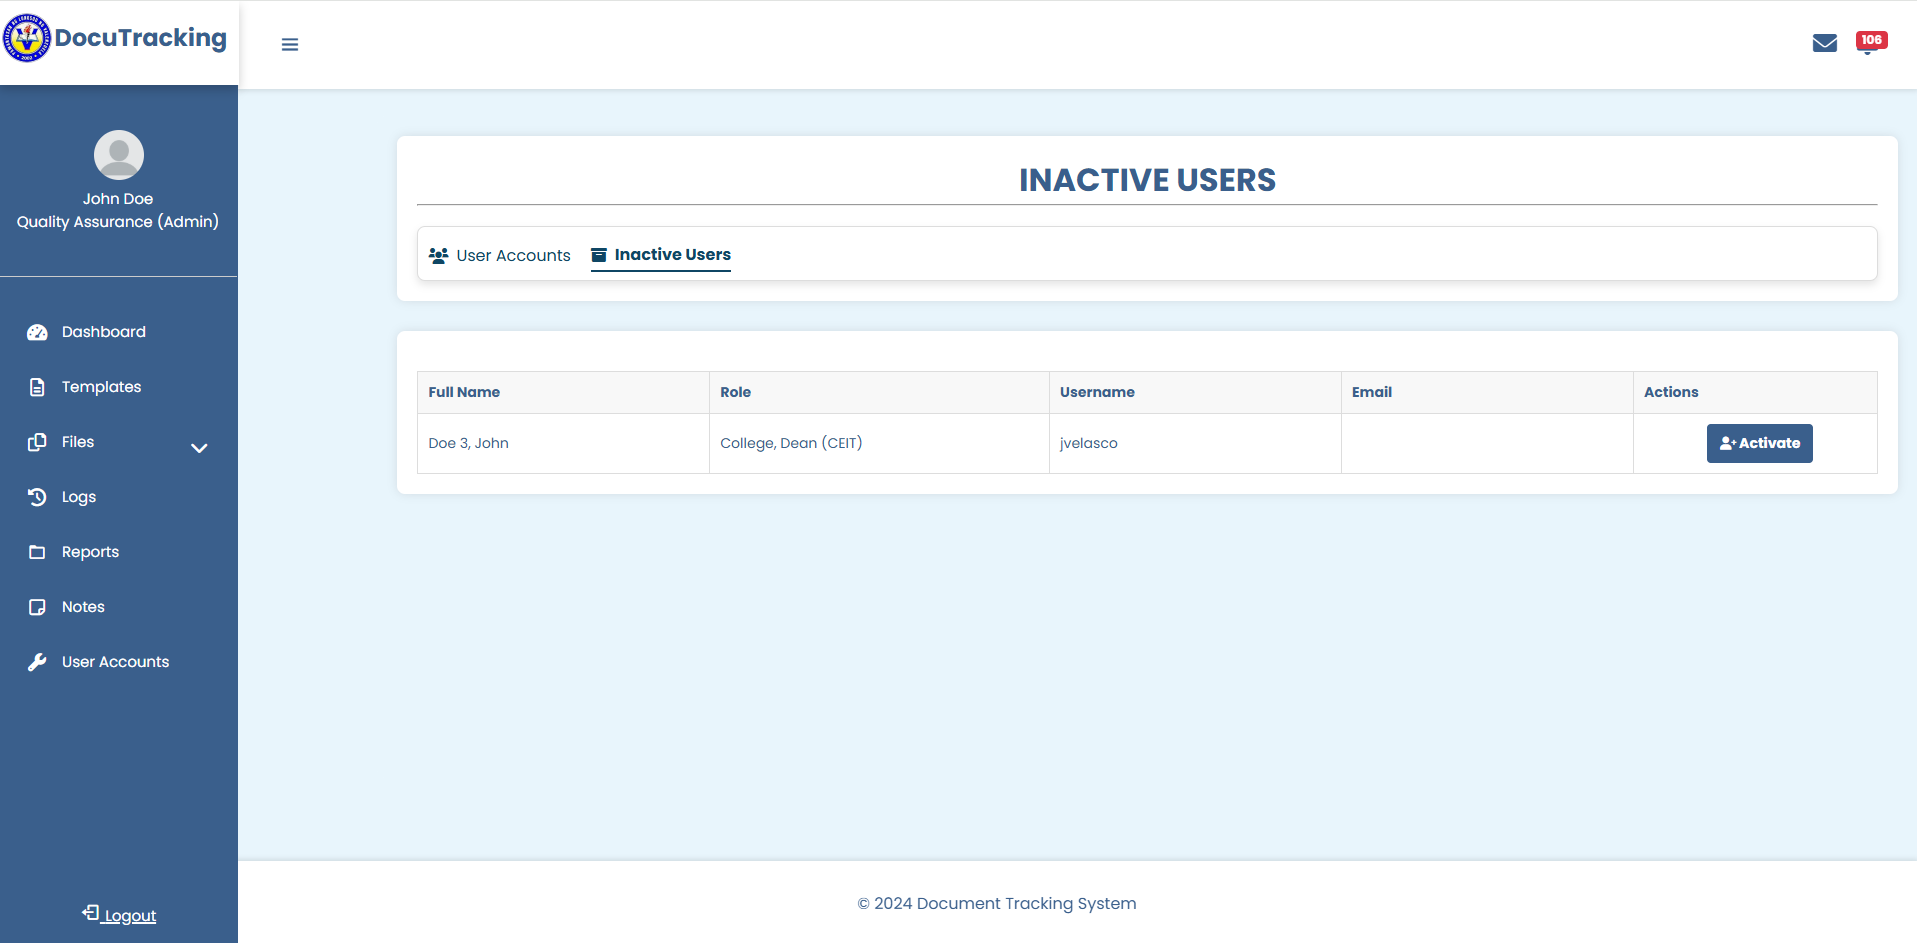 DocuTracking
106
John Doe
Quality Assurance (Admin)
Dashboard
Templates
Files
Logs
Reports
Notes
User Accounts
Logout
INACTIVE USERS
User Accounts Inactive Users
Full Name Role Username Email Actions
Doe 3, John College, Dean (CEIT) jvelasco Activate
© 2024 Document Tracking System